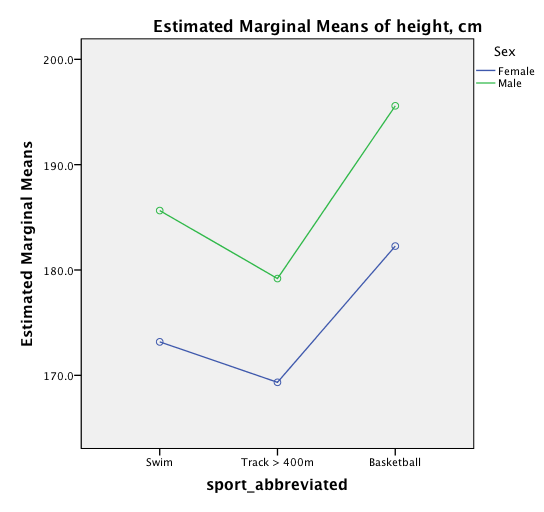 Estimated Marginal Means of height, cm
Sex
Female
Male
Estimated Marginal Means
200.0
190.0
180.0
170.0
Swim
Track > 400m
Basketball
sport_abbreviated